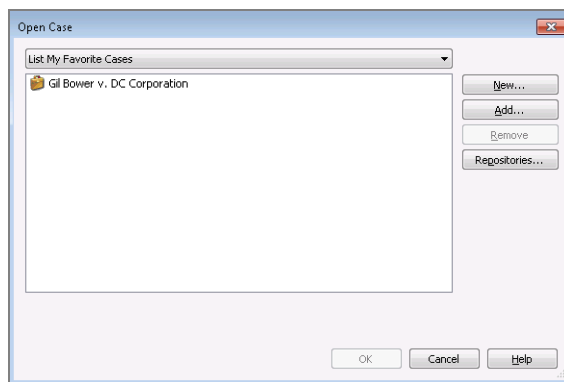 Open Case
List My Favorite Cases
Gil Bower v. DC Corporation
New...
Add...
Remove
Repositories...
OK
Cancel
Help